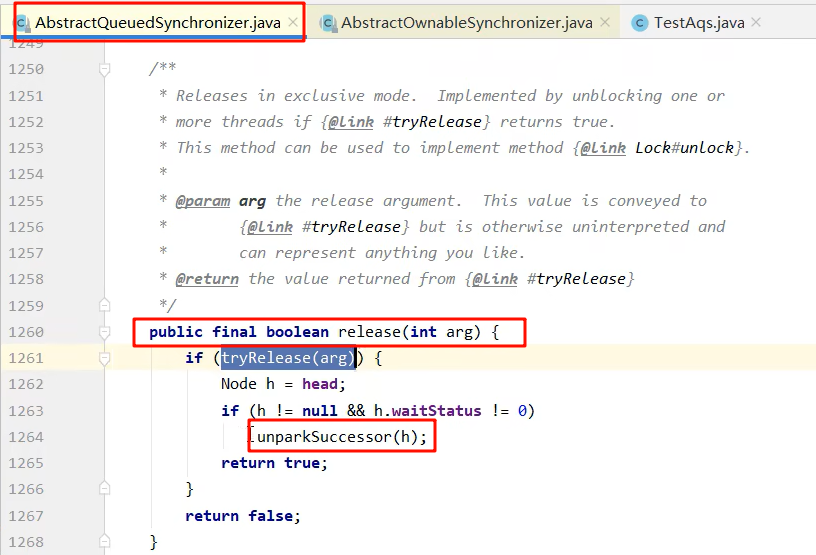 AbstractQueuedSynchronizer.java AbstractOwnableSynchronizer.java TestAqs.java
1249
1250 /**
1251 * Releases in exclusive mode.  Implemented by unblocking one or
1252 * more threads if {@link #tryRelease} returns true.
1253 * This method can be used to implement method {@link Lock#unlock}.
1254 *
1255 * @param arg the release argument.  This value is conveyed to
1256 *        {@link #tryRelease} but is otherwise uninterpreted and
1257 *        can represent anything you like.
1258 * @return the value returned from {@link #tryRelease}
1259 */
1260 public final boolean release(int arg) {
1261 if (tryRelease(arg)) {
1262 Node h = head;
1263 if (h != null && h.waitStatus != 0)
1264 unparkSuccessor(h);
1265 return true;
1266 }
1267 return false;
1268 }